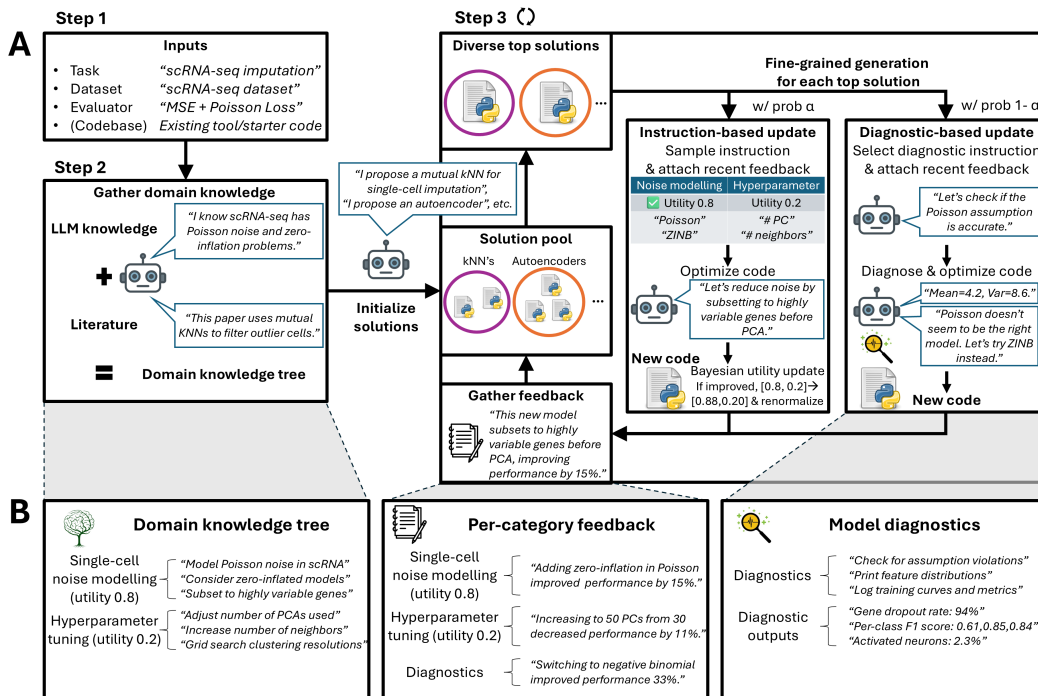 A
Step 1
Inputs
• Task "scRNA-seq imputation"
• Dataset "scRNA-seq dataset"
• Evaluator "MSE + Poisson Loss"
• (Codebase) Existing tool/starter code
Step 2
Gather domain knowledge
LLM knowledge
"I know scRNA-seq has
Poisson noise and zero-
inflation problems."
+
Literature
"This paper uses mutual
KNNs to filter outlier cells."
= Domain knowledge tree
"I propose a mutual kNN for
single-cell imputation",
"I propose an autoencoder", etc.
Initialize
solutions
Step 3
Diverse top solutions
...
Solution pool
kNN's Autoencoders
...
Gather feedback
"This new model
subsets to highly
variable genes before
PCA, improving
performance by 15%."
Fine-grained generation
for each top solution
w/ prob α
w/ prob 1- α
Instruction-based update
Sample instruction
& attach recent feedback
Noise modelling Hyperparameter
✅ Utility 0.8 Utility 0.2
"Poisson" "# PC"
"ZINB" "# neighbors"
Optimize code
"Let's reduce noise by
subsetting to highly
variable genes before
PCA."
New code
Bayesian utility update
If improved, [0.8, 0.2]→
[0.88,0.20] & renormalize
Diagnostic-based update
Select diagnostic instruction
& attach recent feedback
"Let's check if the
Poisson assumption
is accurate."
Diagnose & optimize code
"Mean=4.2, Var=8.6."
"Poisson doesn't
seem to be the right
model. Let's try ZINB
instead."
New code
B
Domain knowledge tree
Single-cell
noise modelling
(utility 0.8)
"Model Poisson noise in scRNA"
"Consider zero-inflated models"
"Subset to highly variable genes"
Hyperparameter
tuning (utility 0.2)
"Adjust number of PCAs used"
"Increase number of neighbors"
"Grid search clustering resolutions"
Per-category feedback
Single-cell
noise modelling
(utility 0.8)
"Adding zero-inflation in Poisson
improved performance by 15%."
Hyperparameter
tuning (utility 0.2)
"Increasing to 50 PCs from 30
decreased performance by 11%."
Diagnostics
"Switching to negative binomial
improved performance 33%."
Model diagnostics
Diagnostics
"Check for assumption violations"
"Print feature distributions"
"Log training curves and metrics"
Diagnostic
outputs
"Gene dropout rate: 94%"
"Per-class F1 score: 0.61,0.85,0.84"
"Activated neurons: 2.3%"